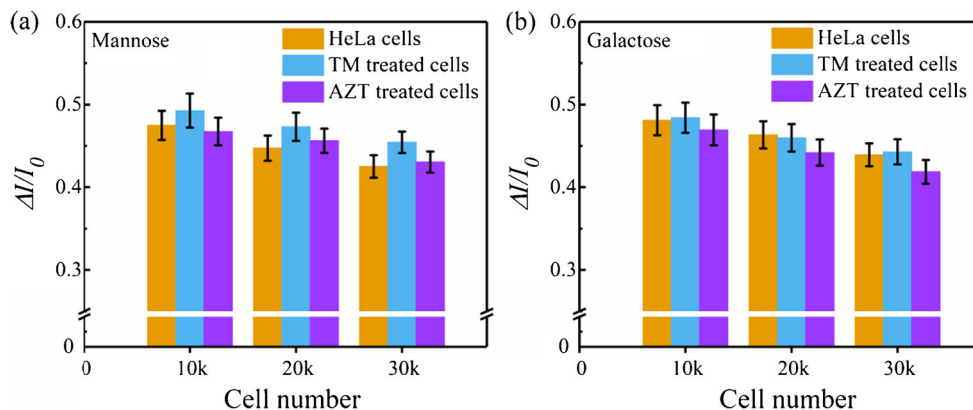 (a)
Mannose
HeLa cells
TM treated cells
AZT treated cells
0.6
0.5
0.4
0.3
0
ΔI/I₀
0
10k
20k
30k
Cell number
(b)
Galactose
HeLa cells
TM treated cells
AZT treated cells
0.6
0.5
0.4
0.3
0
ΔI/I₀
0
10k
20k
30k
Cell number